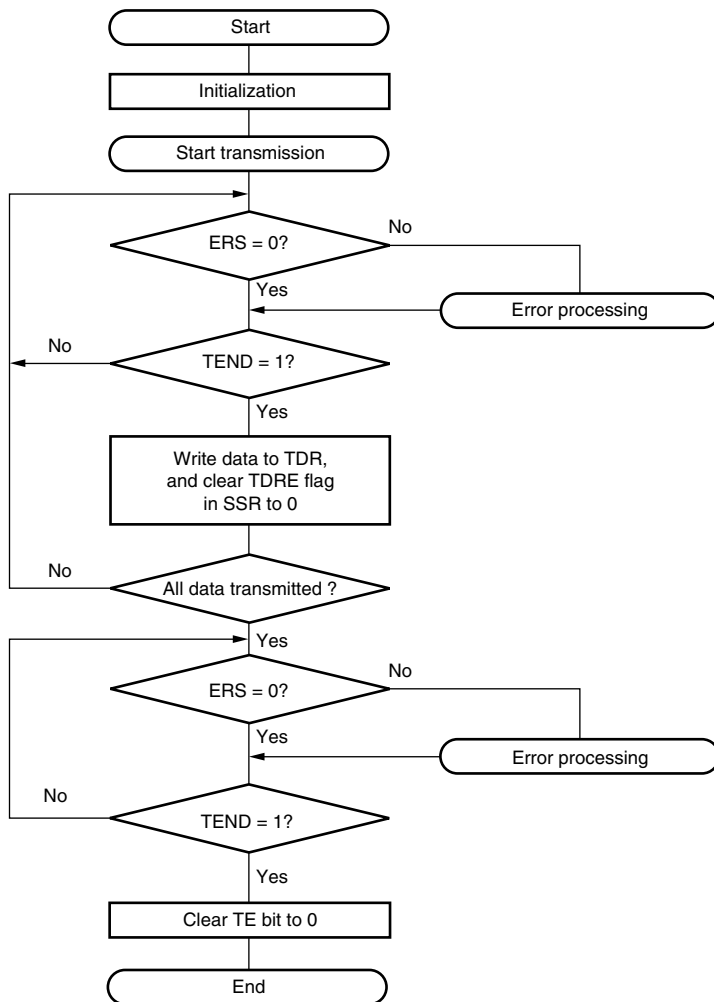 Start
Initialization
Start transmission
ERS = 0?
No
Yes
Error processing
No
TEND = 1?
Yes
Write data to TDR,
and clear TDRE flag
in SSR to 0
No
All data transmitted ?
Yes
ERS = 0?
No
Yes
Error processing
No
TEND = 1?
Yes
Clear TE bit to 0
End